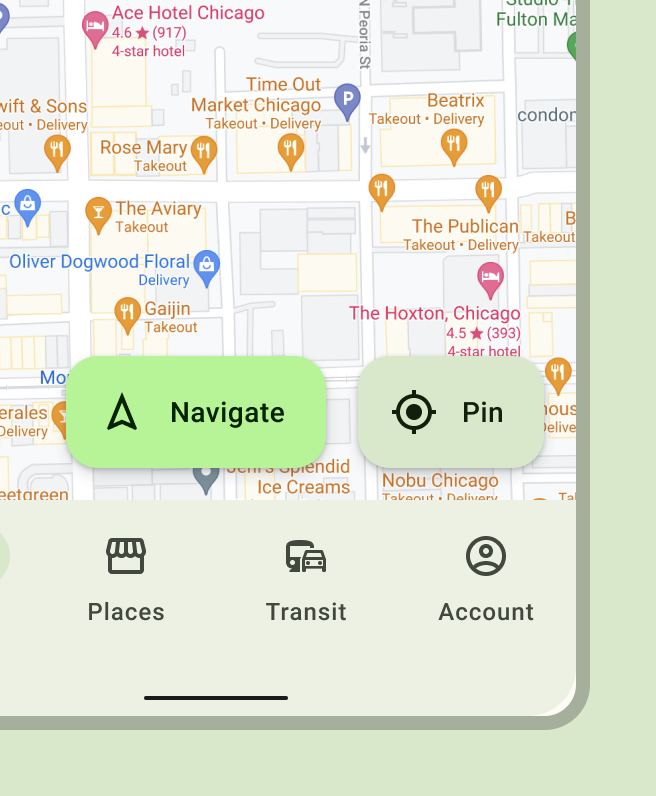 Studio
Fulton Ma
Ace Hotel Chicago
4.6 ★ (917)
4-star hotel
N Peoria St
Time Out
Market Chicago
Takeout • Delivery
Beatrix
Takeout • Delivery
condor
wift & Sons
eout • Delivery
Rose Mary
Takeout
c
The Aviary
Takeout
The Publican
Takeout • Delivery
B
Takeout
Oliver Dogwood Floral
Delivery
Gaijin
Takeout
The Hoxton, Chicago
4.5 ★ (393)
4-star hotel
Mo
erales
Delivery
Navigate
Pin
hous
Delive
Jeni's Splendid
Ice Creams
Nobu Chicago
Takeout • Delivery
eetgreen
Ta
Places
Transit
Account